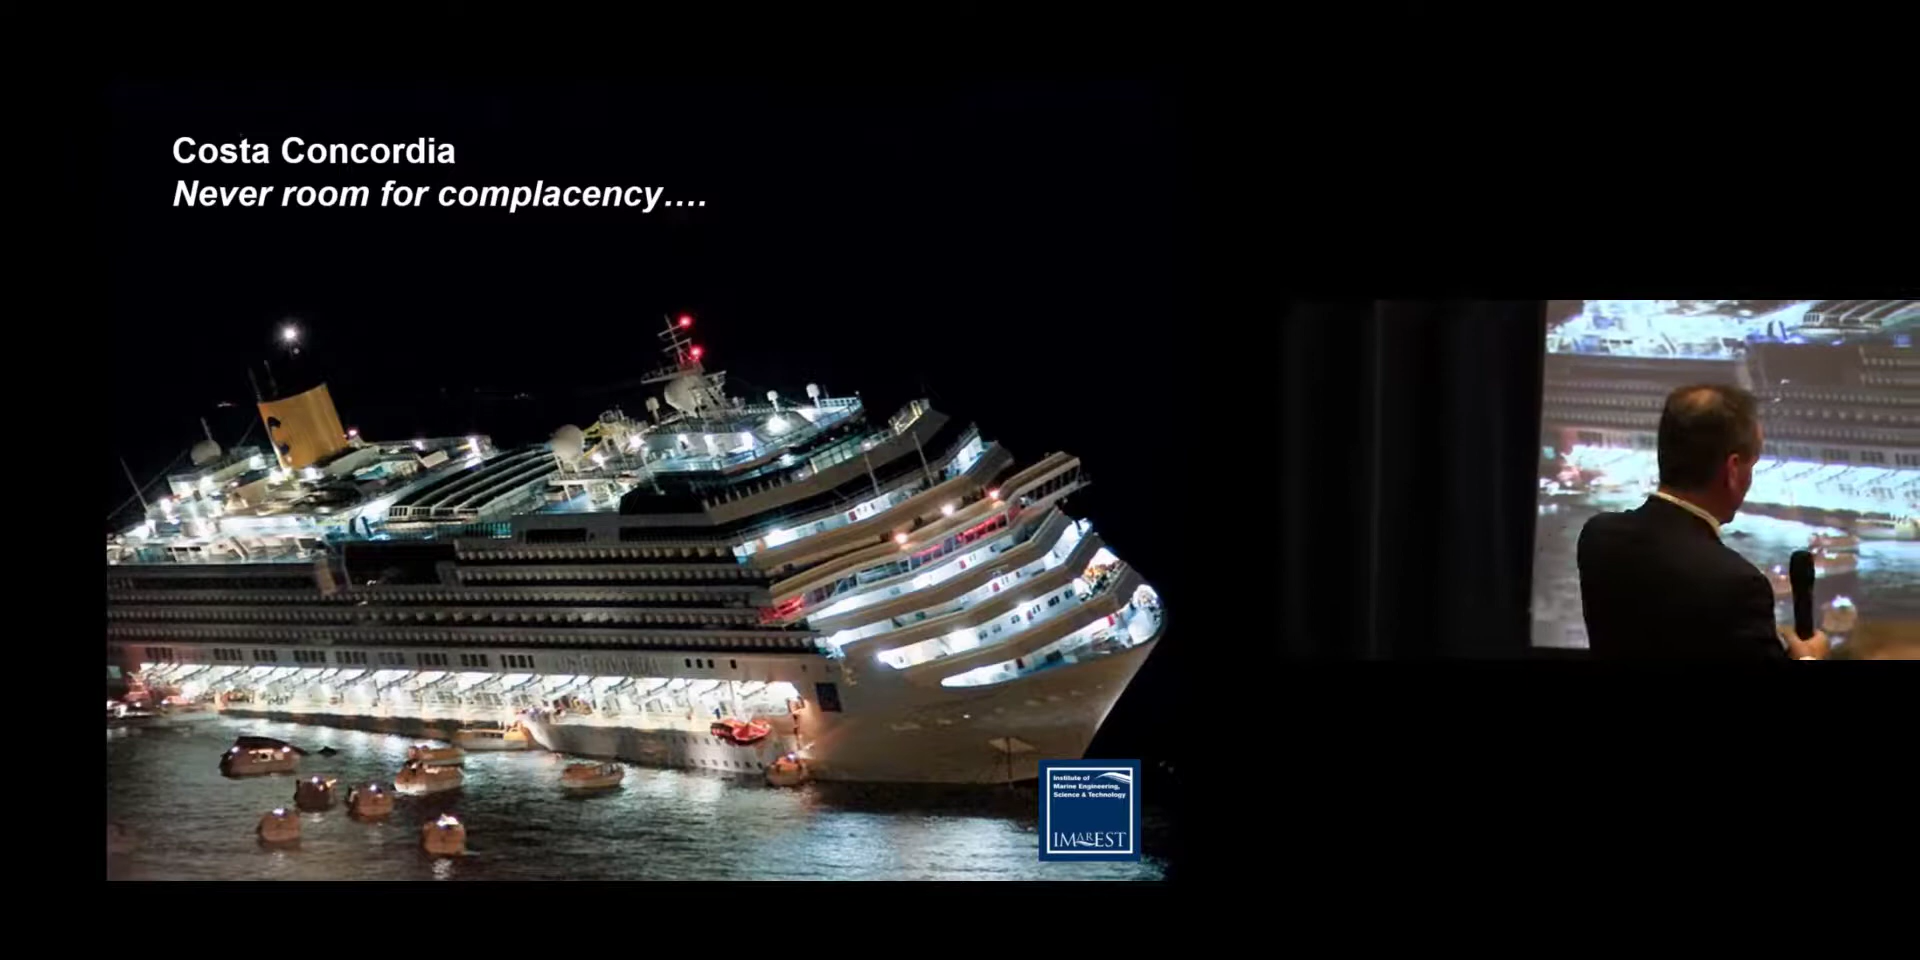 Costa Concordia
Never room for complacency....
Institute of
Marine Engineering,
Science & Technology
IMarEST